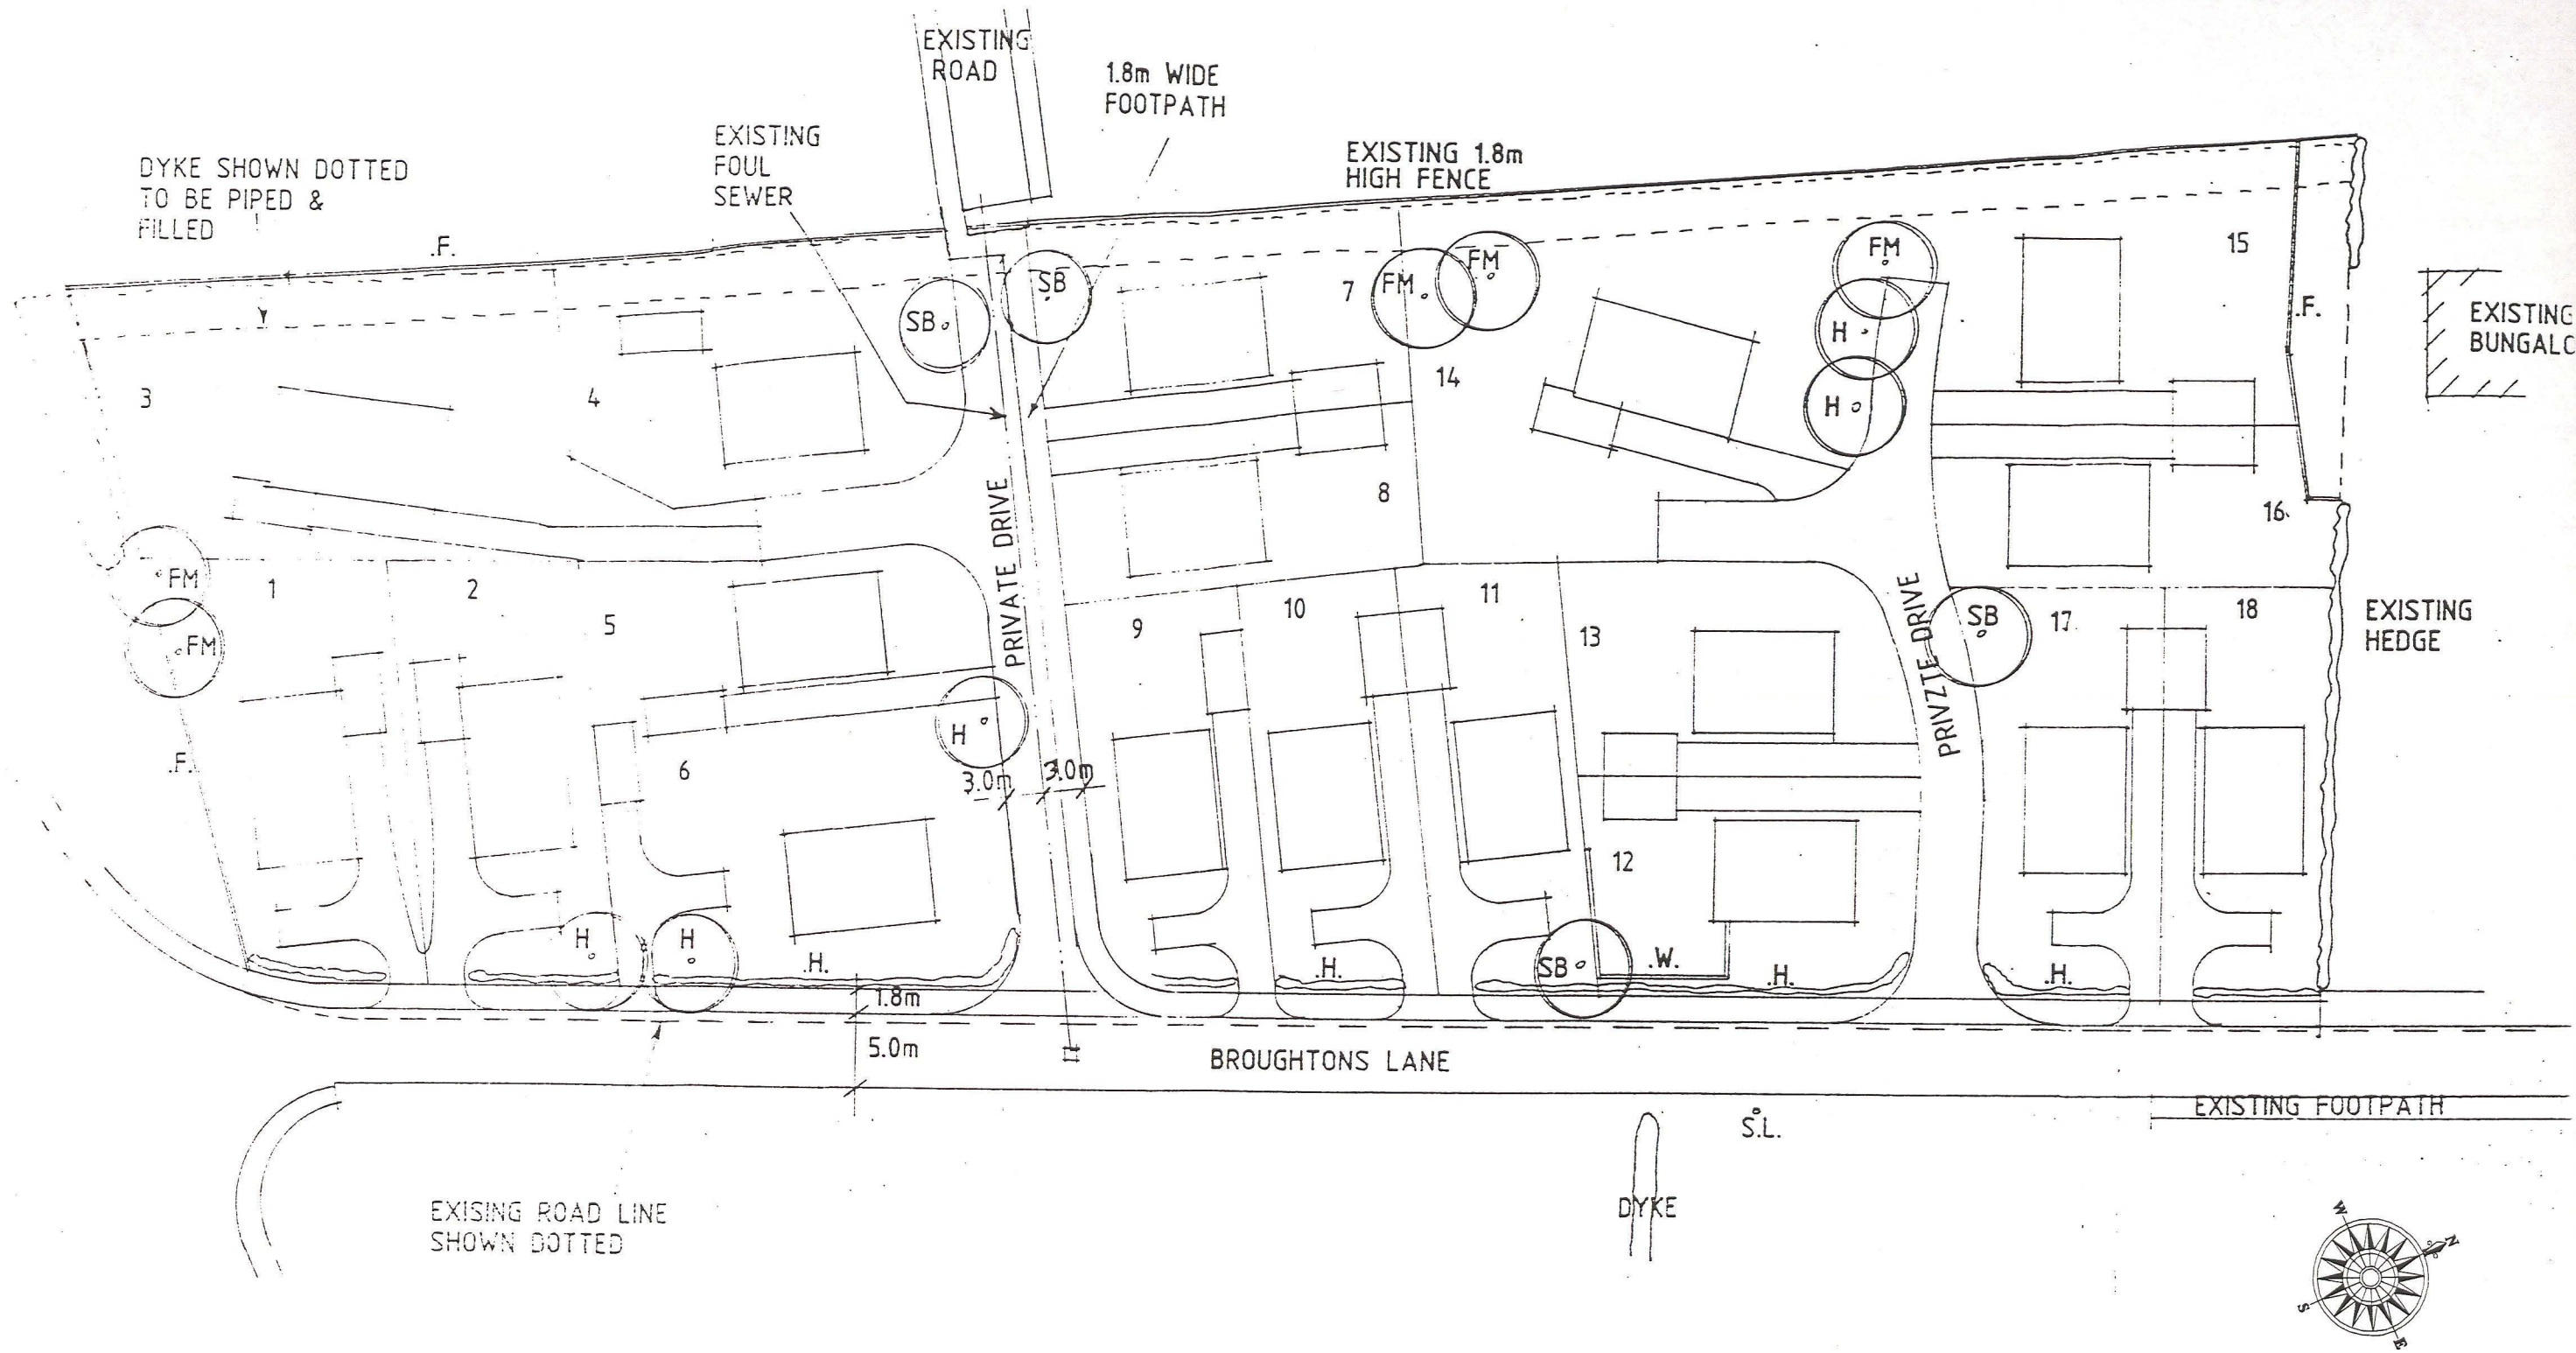 EXISTING
ROAD
1.8m WIDE
FOOTPATH
EXISTING
FOUL
SEWER
EXISTING 1.8m
HIGH FENCE
DYKE SHOWN DOTTED
TO BE PIPED &
FILLED
.F.
SB
SB
7
FM
FM
FM
H
H
15
.F.
EXISTING
3
4
14
8
16
PRIVATE DRIVE
FM
FM
1
2
5
9
10
11
13
PRIVZTE DRIVE
SB
17
18
EXISTING
HEDGE
.F.
6
H
3.0m
3.0m
12
H
H
.H.
.H.
SB
.W.
.H.
.H.
1.8m
5.0m
BROUGHTONS LANE
EXISTING FOOTPATH
S.L.
DYKE
EXISING ROAD LINE
SHOWN DOTTED
W
N
S
E